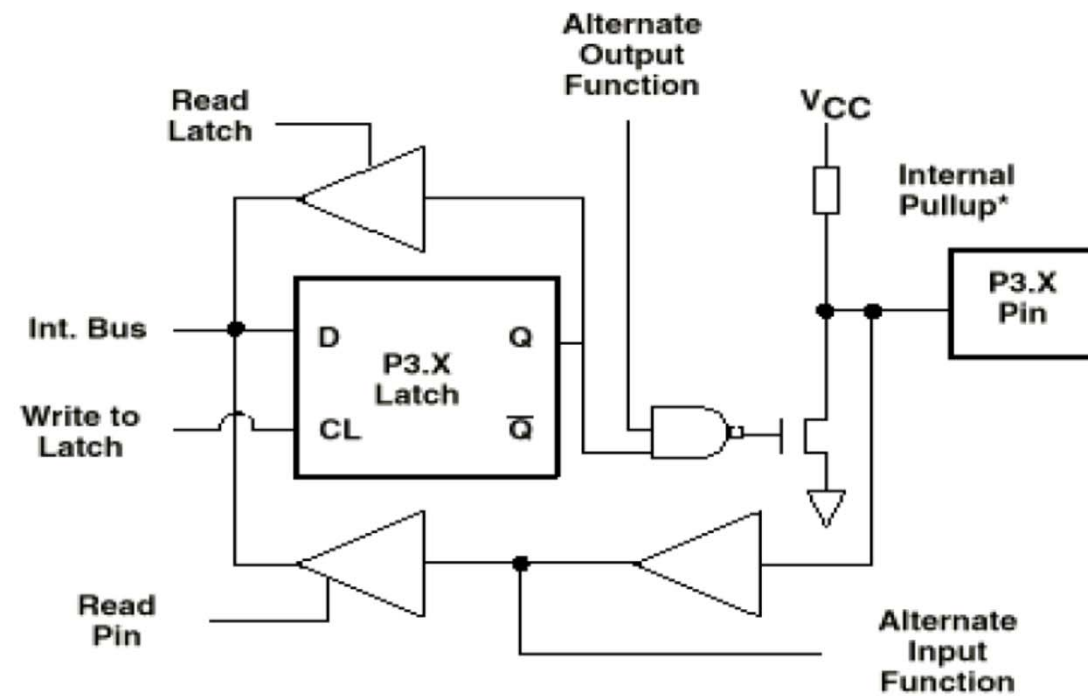 Alternate
Output
Function
Read
Latch
VCC
Internal
Pullup*
P3.X
Pin
Int. Bus
D
Q
P3.X
Latch
Write to
Latch
CL
Q̅
Read
Pin
Alternate
Input
Function